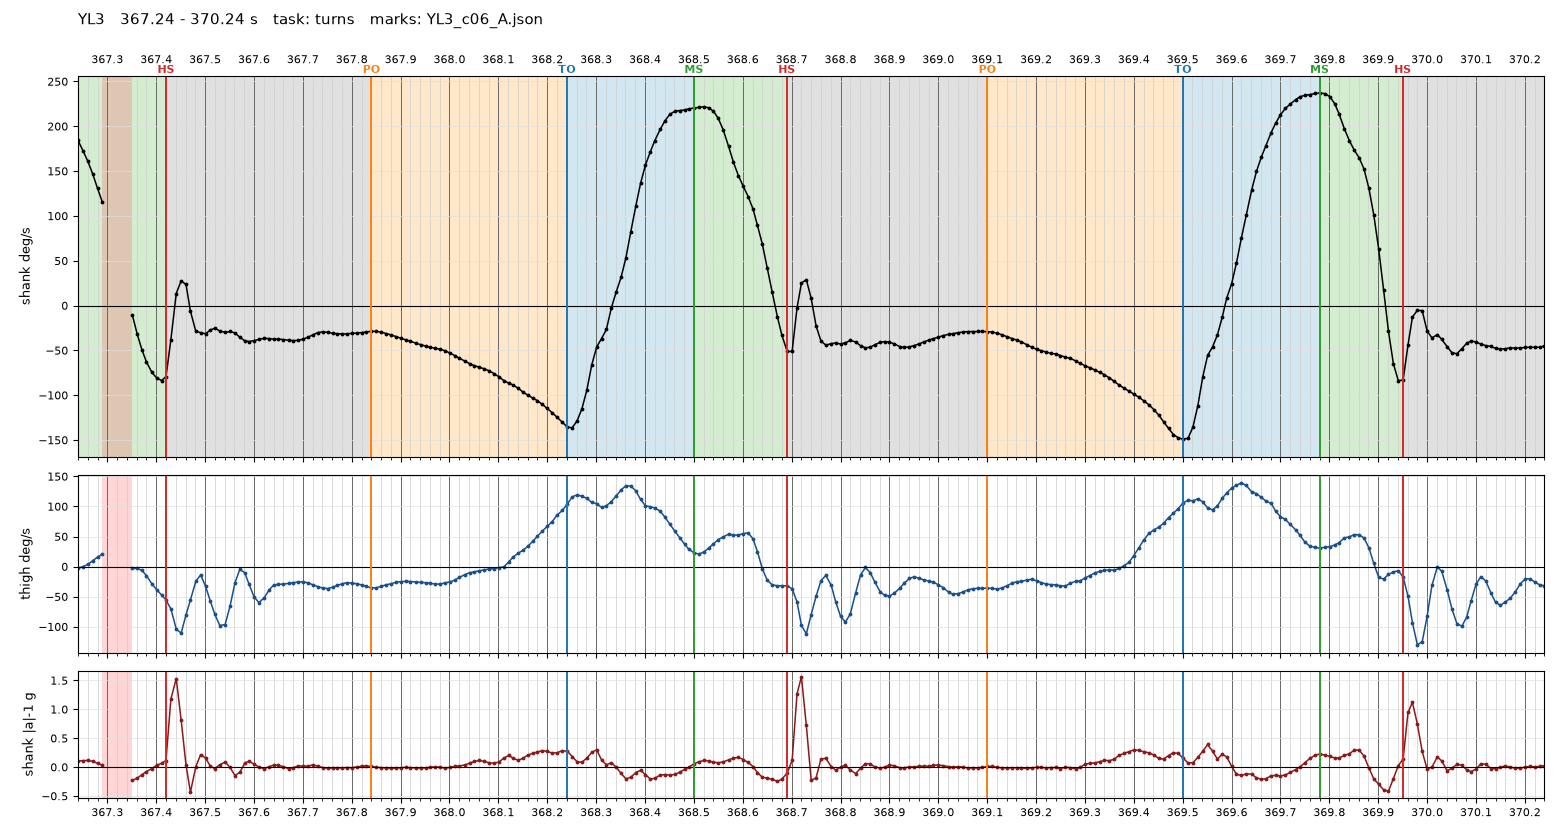 YL3   367.24 - 370.24 s   task: turns   marks: YL3_c06_A.json
367.3 367.4 367.5 367.6 367.7 367.8 367.9 368.0 368.1 368.2 368.3 368.4 368.5 368.6 368.7 368.8 368.9 369.0 369.1 369.2 369.3 369.4 369.5 369.6 369.7 369.8 369.9 370.0 370.1 370.2
HS PO TO MS HS PO TO MS HS
250
200
150
100
50
0
−50
−100
−150
shank deg/s
150
100
50
0
−50
−100
thigh deg/s
1.5
1.0
0.5
0.0
−0.5
shank |a|-1 g
367.3 367.4 367.5 367.6 367.7 367.8 367.9 368.0 368.1 368.2 368.3 368.4 368.5 368.6 368.7 368.8 368.9 369.0 369.1 369.2 369.3 369.4 369.5 369.6 369.7 369.8 369.9 370.0 370.1 370.2